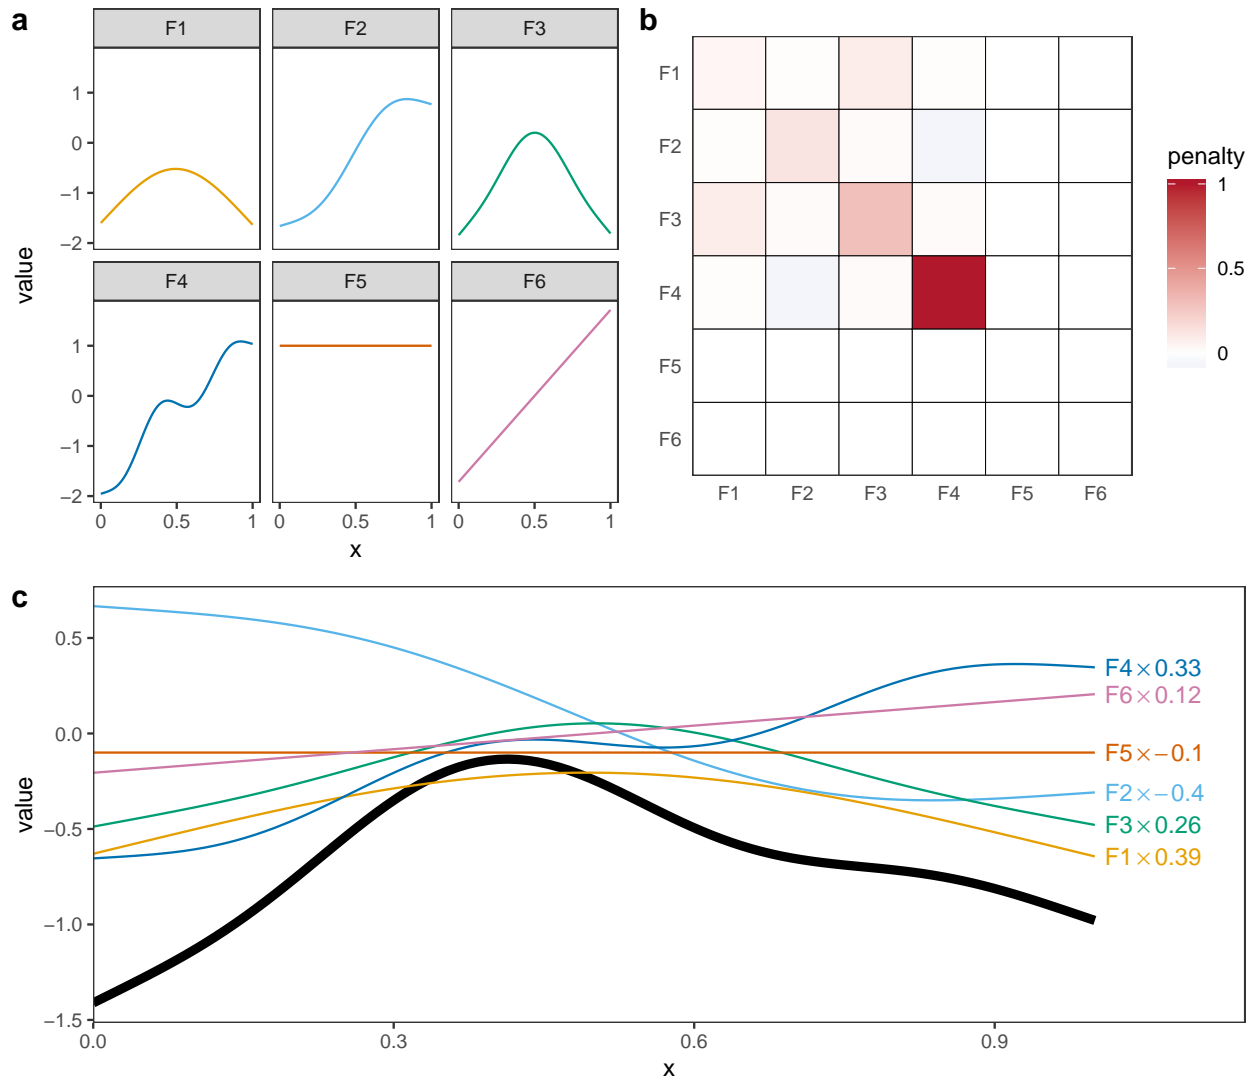 a
F1 F2 F3
1
0
−1
−2
F4 F5 F6
1
0
−1
−2
0 0.5 1 0 0.5 1 0 0.5 1
x
value
b
F1
F2
F3
F4
F5
F6
F1 F2 F3 F4 F5 F6
penalty
1
0.5
0
c
0.5
0.0
−0.5
−1.0
−1.5
value
F4×0.33
F6×0.12
F5×−0.1
F2×−0.4
F3×0.26
F1×0.39
0.0 0.3 0.6 0.9
x